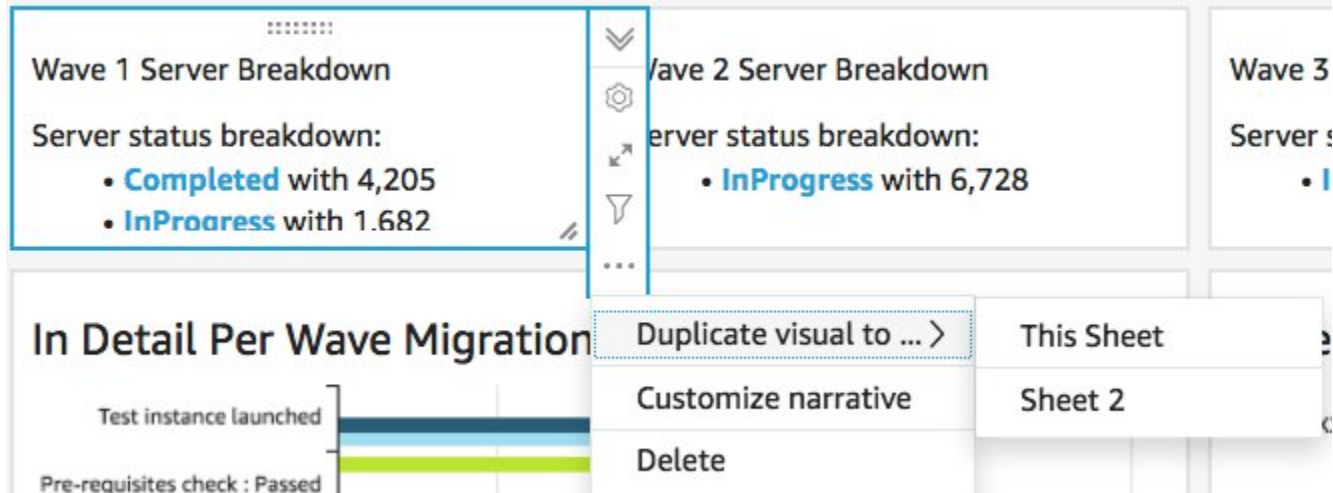 Wave 1 Server Breakdown
Server status breakdown:
• Completed with 4,205
• InProgress with 1.682
ave 2 Server Breakdown
erver status breakdown:
• InProgress with 6,728
Wave 3
Server
In Detail Per Wave Migration
Test instance launched
Pre-requisites check : Passed
Duplicate visual to ... >
Customize narrative
Delete
This Sheet
Sheet 2